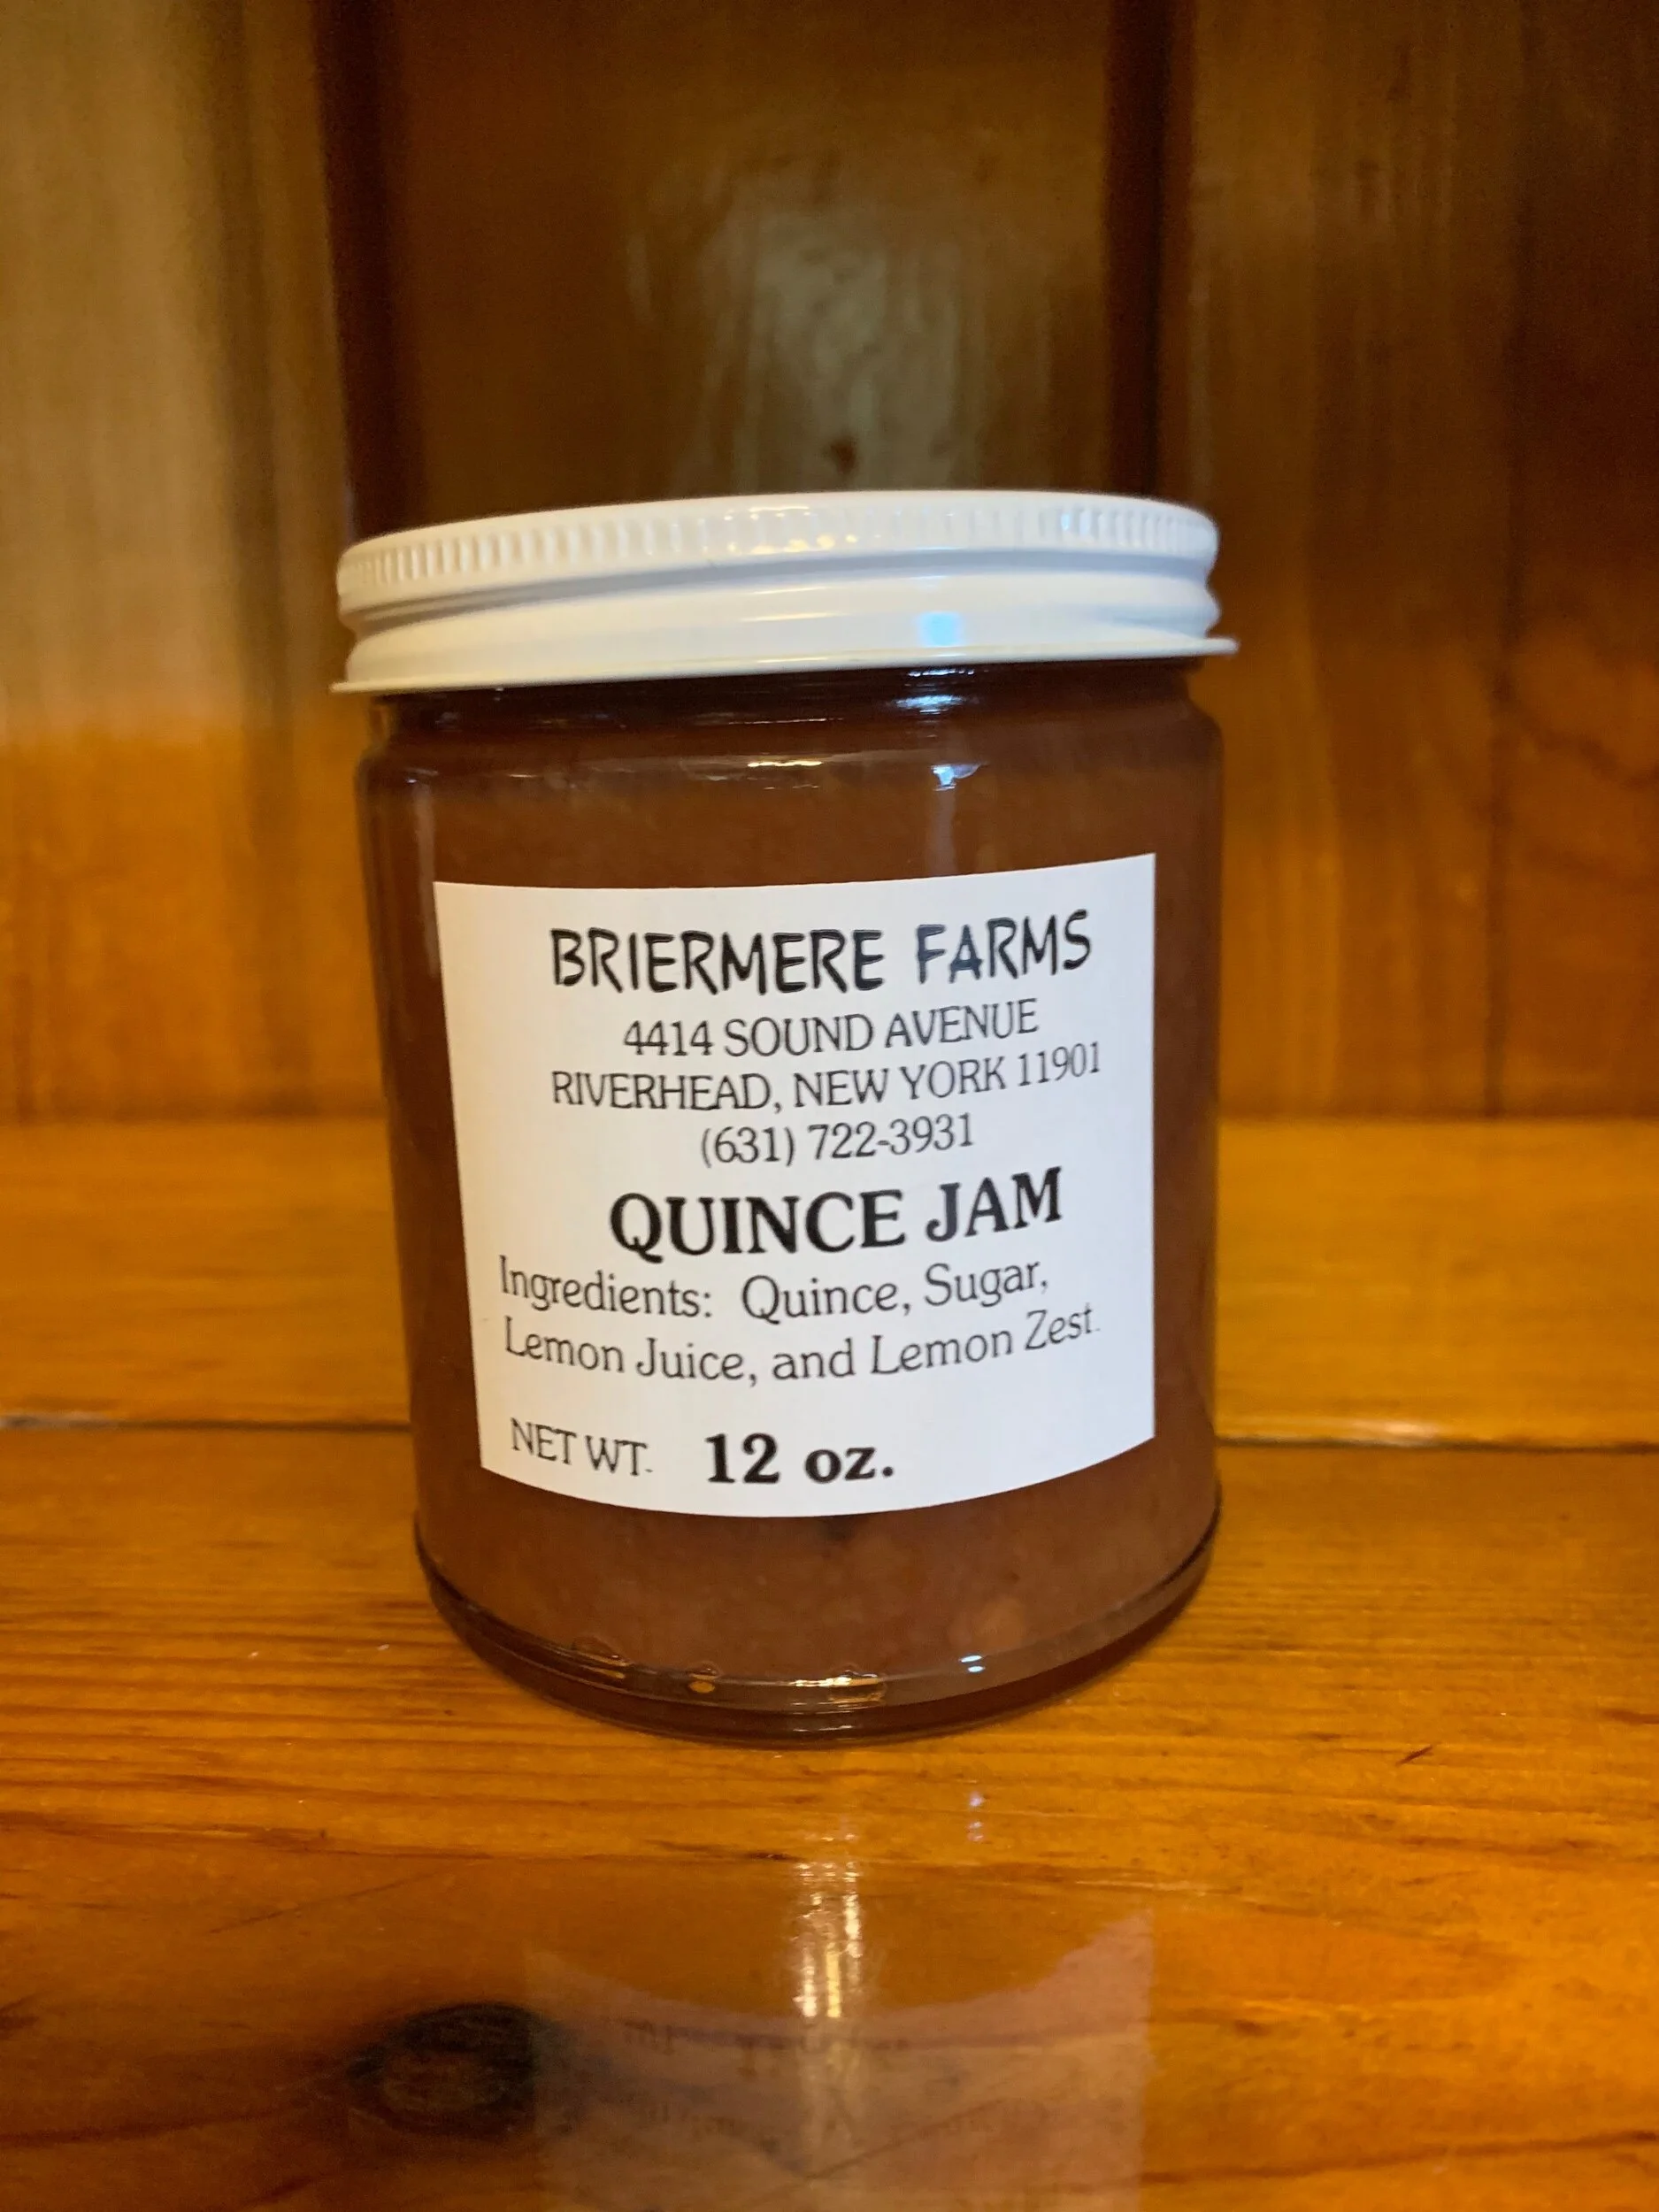 BRIERMERE FARMS
4414 SOUND AVENUE
RIVERHEAD, NEW YORK 11901
(631) 722-3931
QUINCE JAM
Ingredients: Quince, Sugar,
Lemon Juice, and Lemon Zest.
NET WT. 12 oz.